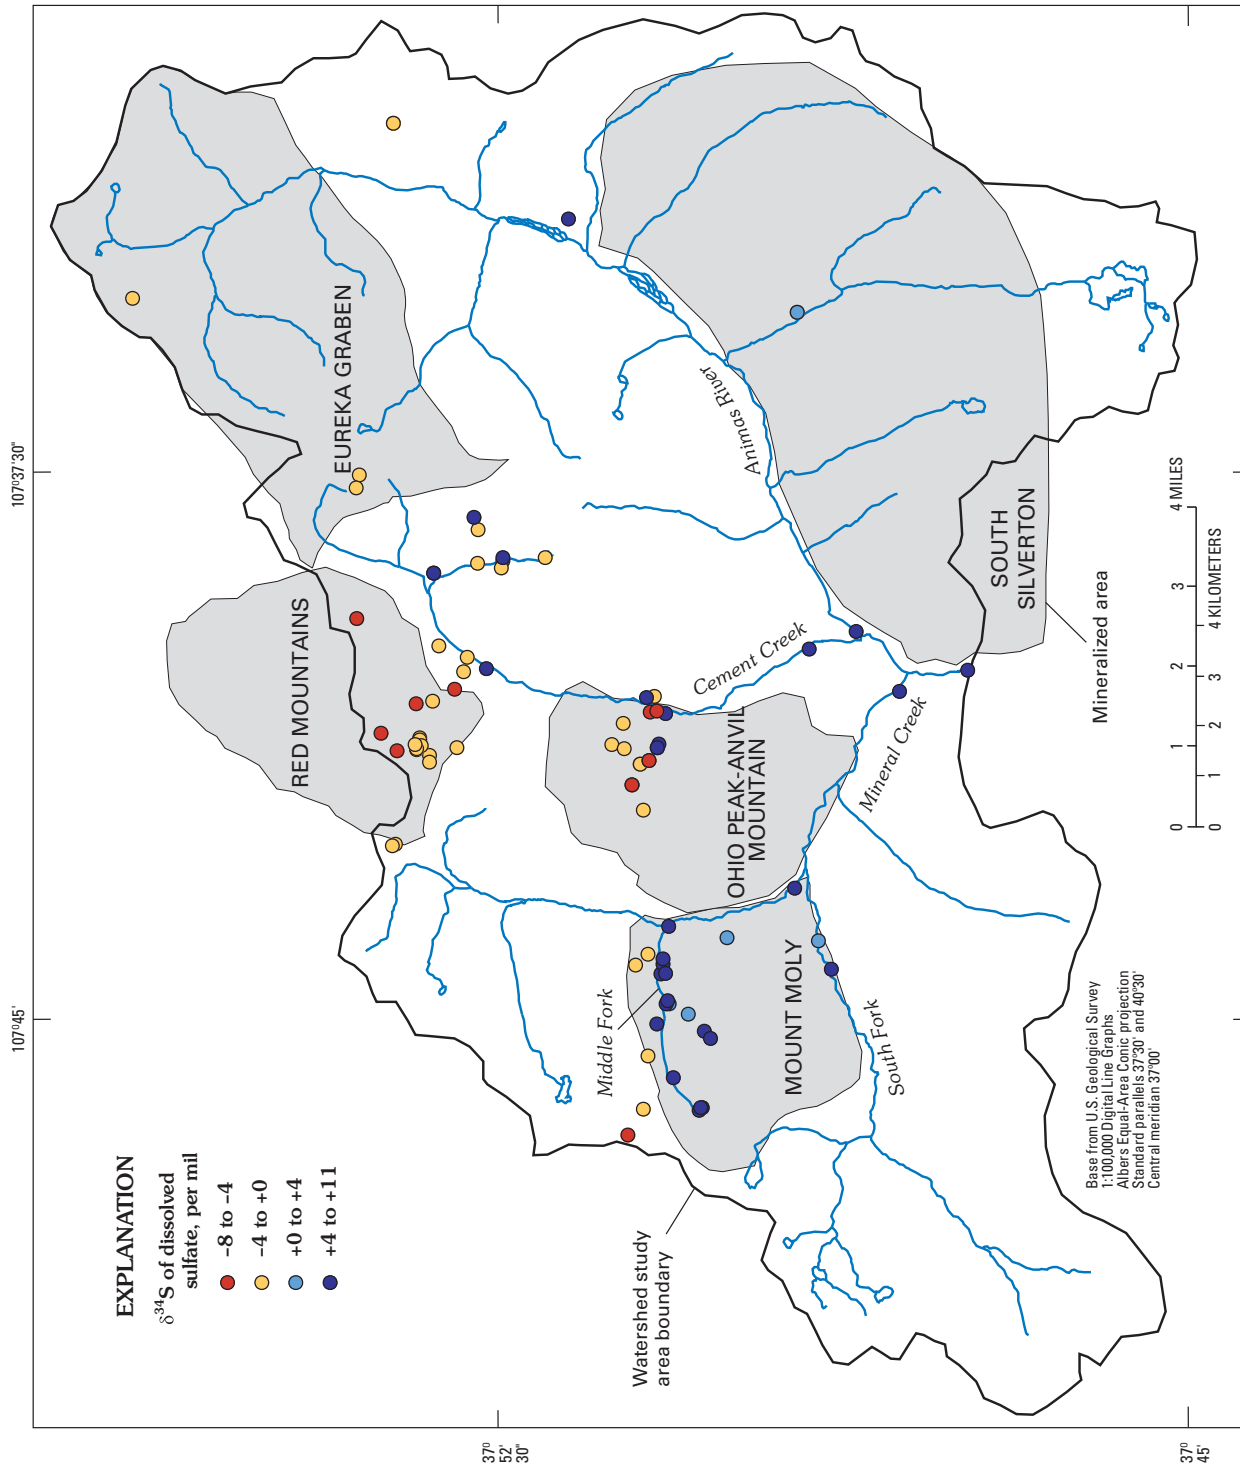 EXPLANATION
δ34S of dissolved
sulfate, per mil
−8 to −4
−4 to +0
+0 to +4
+4 to +11
107°45'
107°37'30"
37°
52'
30"
37°
45'
RED MOUNTAINS
EUREKA GRABEN
OHIO PEAK-ANVIL
MOUNTAIN
MOUNT MOLY
SOUTH
SILVERTON
Middle Fork
South Fork
Mineral Creek
Cement Creek
Animas River
Watershed study
area boundary
Mineralized area
0 1 2 3 4 MILES
0 1 2 3 4 KILOMETERS
Base from U.S. Geological Survey
1:100,000 Digital Line Graphs
Albers Equal-Area Conic projection
Standard parallels 37°30' and 40°30'
Central meridian 37°00'